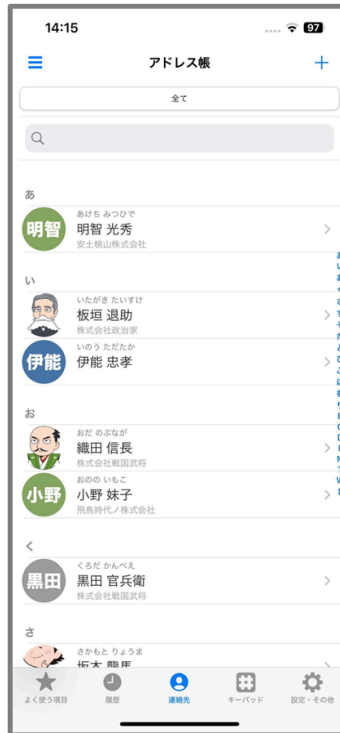 14:15
97
アドレス帳
全て
あ
明智
あけち みつひで
明智 光秀
安土桃山株式会社
い
いたがき たいすけ
板垣 退助
株式会社政治家
伊能
いのう ただたか
伊能 忠孝
お
おだ のぶなが
織田 信長
株式会社戦国武将
小野
おのの いもこ
小野 妹子
飛鳥時代ノ株式会社
く
黒田
くろだ かんべえ
黒田 官兵衛
株式会社戦国武将
さ
さかもと りょうま
坂本 龍馬
よく使う項目
履歴
連絡先
キーパッド
設定・その他